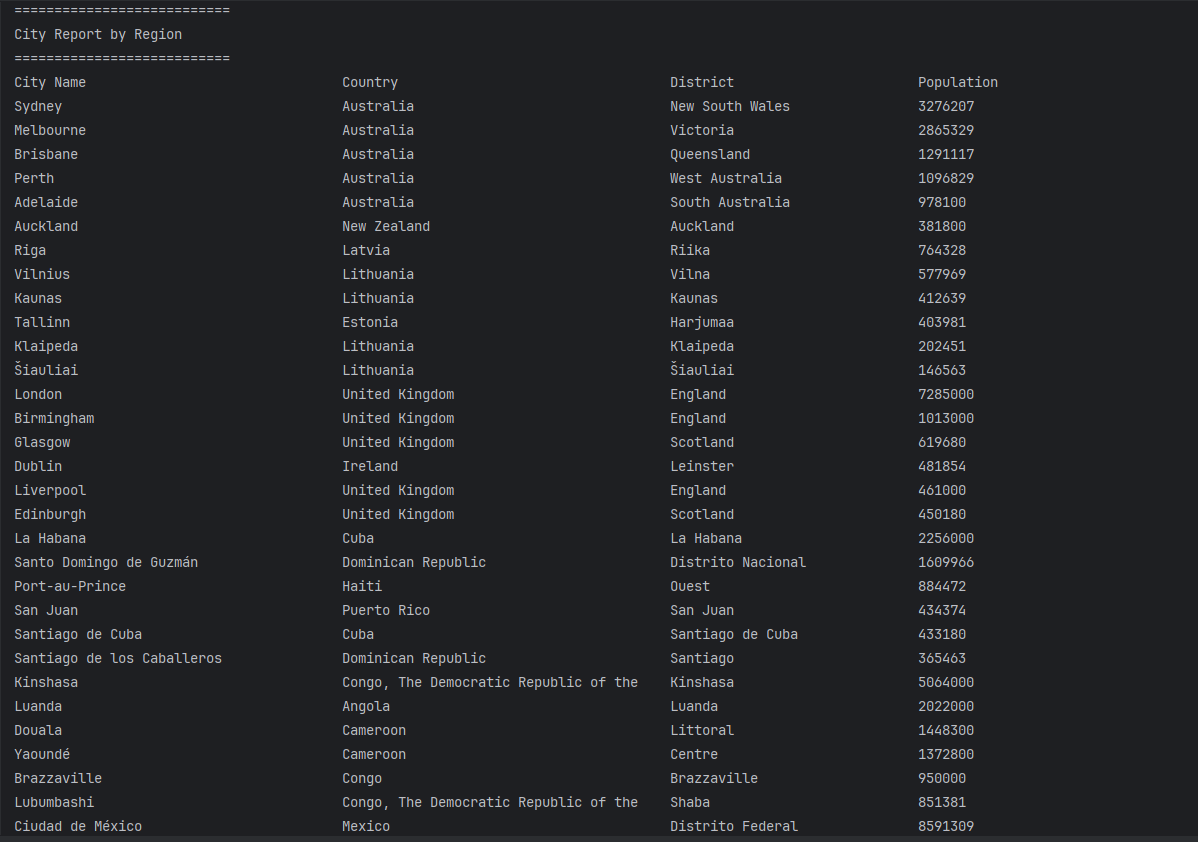 ===========================
City Report by Region
===========================
City Name Country District Population
Sydney Australia New South Wales 3276207
Melbourne Australia Victoria 2865329
Brisbane Australia Queensland 1291117
Perth Australia West Australia 1096829
Adelaide Australia South Australia 978100
Auckland New Zealand Auckland 381800
Riga Latvia Riika 764328
Vilnius Lithuania Vilna 577969
Kaunas Lithuania Kaunas 412639
Tallinn Estonia Harjumaa 403981
Klaipeda Lithuania Klaipeda 202451
Šiauliai Lithuania Šiauliai 146563
London United Kingdom England 7285000
Birmingham United Kingdom England 1013000
Glasgow United Kingdom Scotland 619680
Dublin Ireland Leinster 481854
Liverpool United Kingdom England 461000
Edinburgh United Kingdom Scotland 450180
La Habana Cuba La Habana 2256000
Santo Domingo de Guzmán Dominican Republic Distrito Nacional 1609966
Port-au-Prince Haiti Ouest 884472
San Juan Puerto Rico San Juan 434374
Santiago de Cuba Cuba Santiago de Cuba 433180
Santiago de los Caballeros Dominican Republic Santiago 365463
Kinshasa Congo, The Democratic Republic of the Kinshasa 5064000
Luanda Angola Luanda 2022000
Douala Cameroon Littoral 1448300
Yaoundé Cameroon Centre 1372800
Brazzaville Congo Brazzaville 950000
Lubumbashi Congo, The Democratic Republic of the Shaba 851381
Ciudad de México Mexico Distrito Federal 8591309